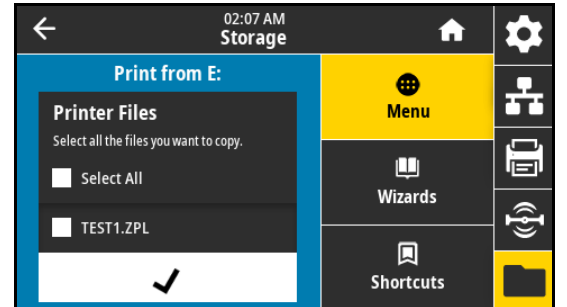 02:07 AM
Storage
Print from E:
Printer Files
Select all the files you want to copy.
Select All
TEST1.ZPL
Menu
Wizards
Shortcuts